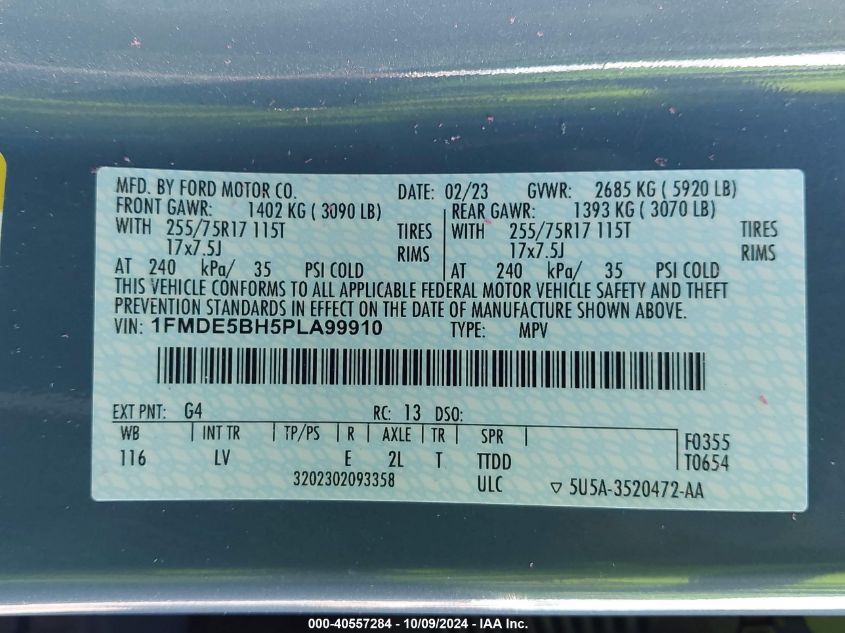 MFD. BY FORD MOTOR CO. DATE: 02/23 GVWR: 2685 KG ( 5920 LB)
FRONT GAWR: 1402 KG ( 3090 LB) REAR GAWR: 1393 KG ( 3070 LB)
WITH 255/75R17 115T TIRES WITH 255/75R17 115T TIRES
17x7.5J RIMS 17x7.5J RIMS
AT 240 kPa/ 35 PSI COLD AT 240 kPa/ 35 PSI COLD
THIS VEHICLE CONFORMS TO ALL APPLICABLE FEDERAL MOTOR VEHICLE SAFETY AND THEFT
PREVENTION STANDARDS IN EFFECT ON THE DATE OF MANUFACTURE SHOWN ABOVE.
VIN: 1FMDE5BH5PLA99910 TYPE: MPV
EXT PNT: G4 RC: 13 DSO:
WB INT TR TP/PS R AXLE TR SPR F0355
116 LV E 2L T TTDD T0654
3202302093358 ULC ▽ 5U5A-3520472-AA
000-40557284 - 10/09/2024 - IAA Inc.